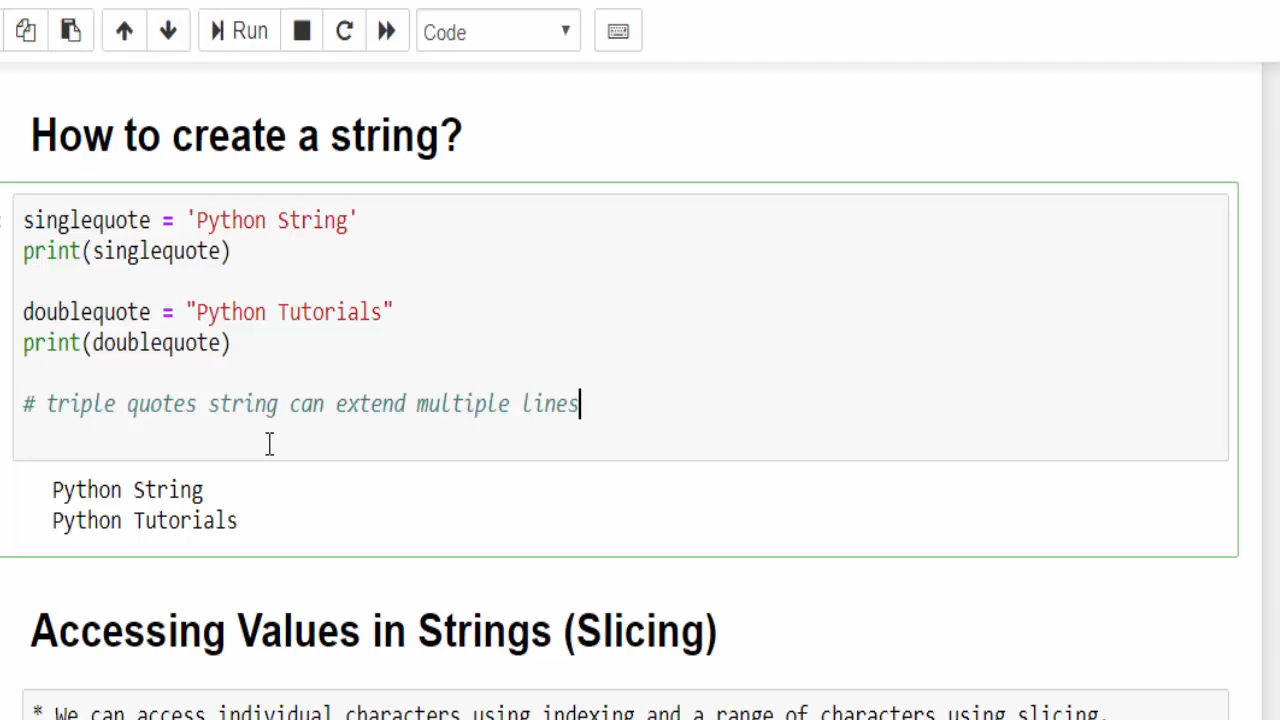 Run
Code
How to create a string?
singlequote = 'Python String'
print(singlequote)
doublequote = "Python Tutorials"
print(doublequote)
# triple quotes string can extend multiple lines
Python String
Python Tutorials
Accessing Values in Strings (Slicing)
* We can access individual characters using indexing and a range of characters using slicing.